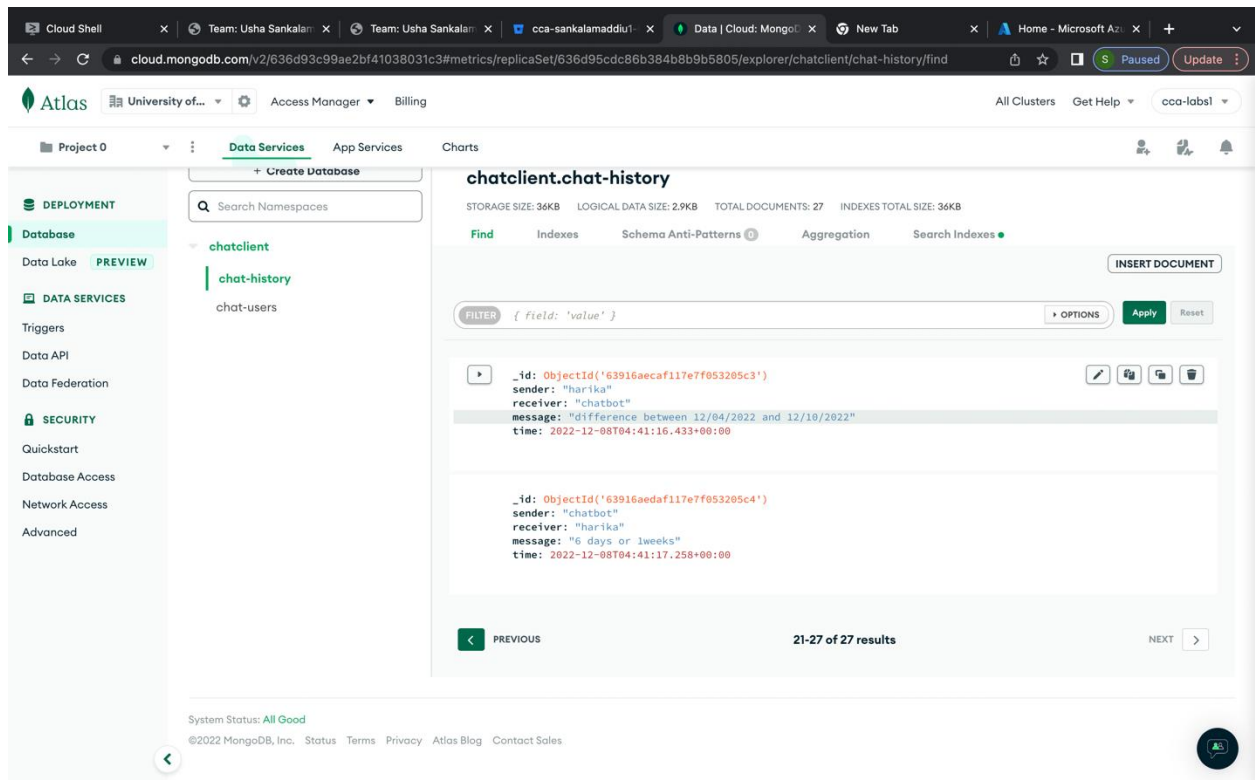 Cloud Shell
Team: Usha Sankalam
Team: Usha Sankalam
cca-sankalamaddiu1-
Data | Cloud: MongoD
New Tab
Home - Microsoft Azu
cloud.mongodb.com/v2/636d93c99ae2bf41038031c3#metrics/replicaSet/636d95cdc86b384b8b9b5805/explorer/chatclient/chat-history/find
S Paused
Update
Atlas
University of...
Access Manager
Billing
All Clusters
Get Help
cca-labs1
Project 0
Data Services
App Services
Charts
DEPLOYMENT
Database
Data Lake PREVIEW
DATA SERVICES
Triggers
Data API
Data Federation
SECURITY
Quickstart
Database Access
Network Access
Advanced
+ Create Database
Search Namespaces
chatclient
chat-history
chat-users
chatclient.chat-history
STORAGE SIZE: 36KB LOGICAL DATA SIZE: 2.9KB TOTAL DOCUMENTS: 27 INDEXES TOTAL SIZE: 36KB
Find Indexes Schema Anti-Patterns 0 Aggregation Search Indexes
INSERT DOCUMENT
FILTER { field: 'value' } OPTIONS Apply Reset
_id: ObjectId('63916aecaf117e7f053205c3')
sender: "harika"
receiver: "chatbot"
message: "difference between 12/04/2022 and 12/10/2022"
time: 2022-12-08T04:41:16.433+00:00
_id: ObjectId('63916aedaf117e7f053205c4')
sender: "chatbot"
receiver: "harika"
message: "6 days or 1weeks"
time: 2022-12-08T04:41:17.258+00:00
PREVIOUS 21-27 of 27 results NEXT
System Status: All Good
©2022 MongoDB, Inc. Status Terms Privacy Atlas Blog Contact Sales